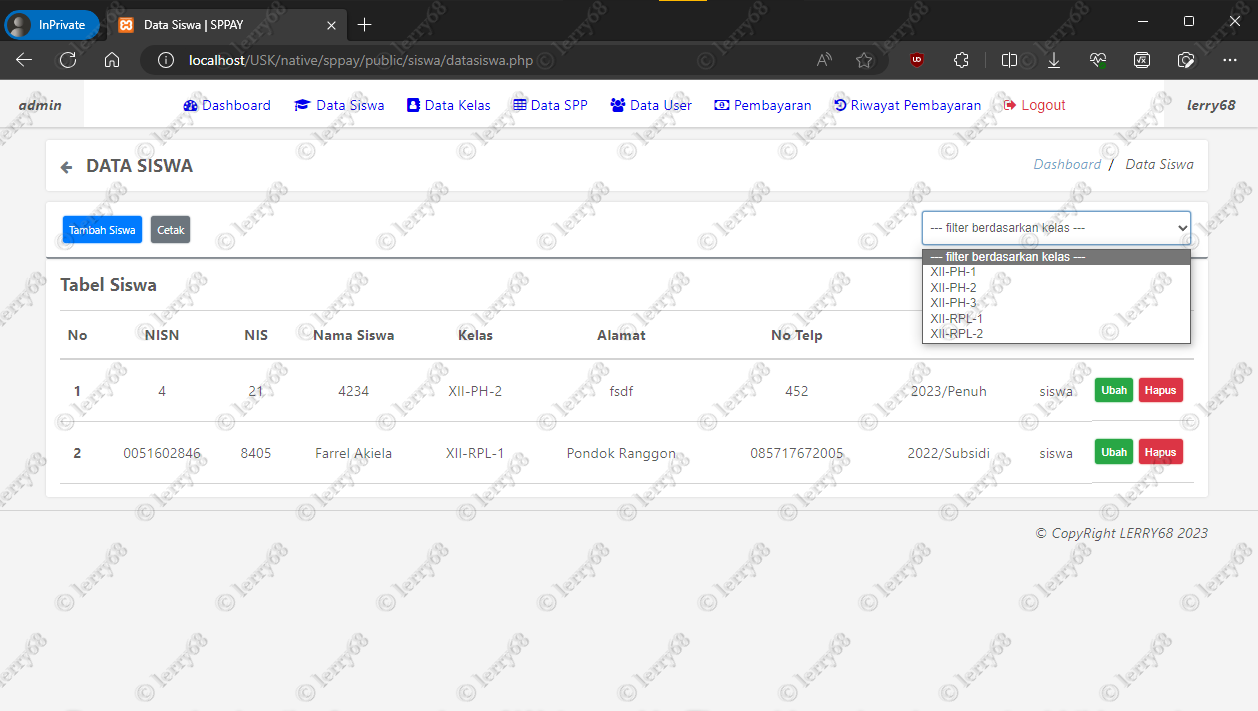 InPrivate
Data Siswa | SPPAY
localhost/USK/native/sppay/public/siswa/datasiswa.php
admin
Dashboard
Data Siswa
Data Kelas
Data SPP
Data User
Pembayaran
Riwayat Pembayaran
Logout
lerry68
DATA SISWA
Dashboard / Data Siswa
Tambah Siswa
Cetak
--- filter berdasarkan kelas ---
--- filter berdasarkan kelas ---
XII-PH-1
XII-PH-2
XII-PH-3
XII-RPL-1
XII-RPL-2
Tabel Siswa
No NISN NIS Nama Siswa Kelas Alamat No Telp
1 4 21 4234 XII-PH-2 fsdf 452 2023/Penuh siswa Ubah Hapus
2 0051602846 8405 Farrel Akiela XII-RPL-1 Pondok Ranggon 085717672005 2022/Subsidi siswa Ubah Hapus
© CopyRight LERRY68 2023
© lerry68